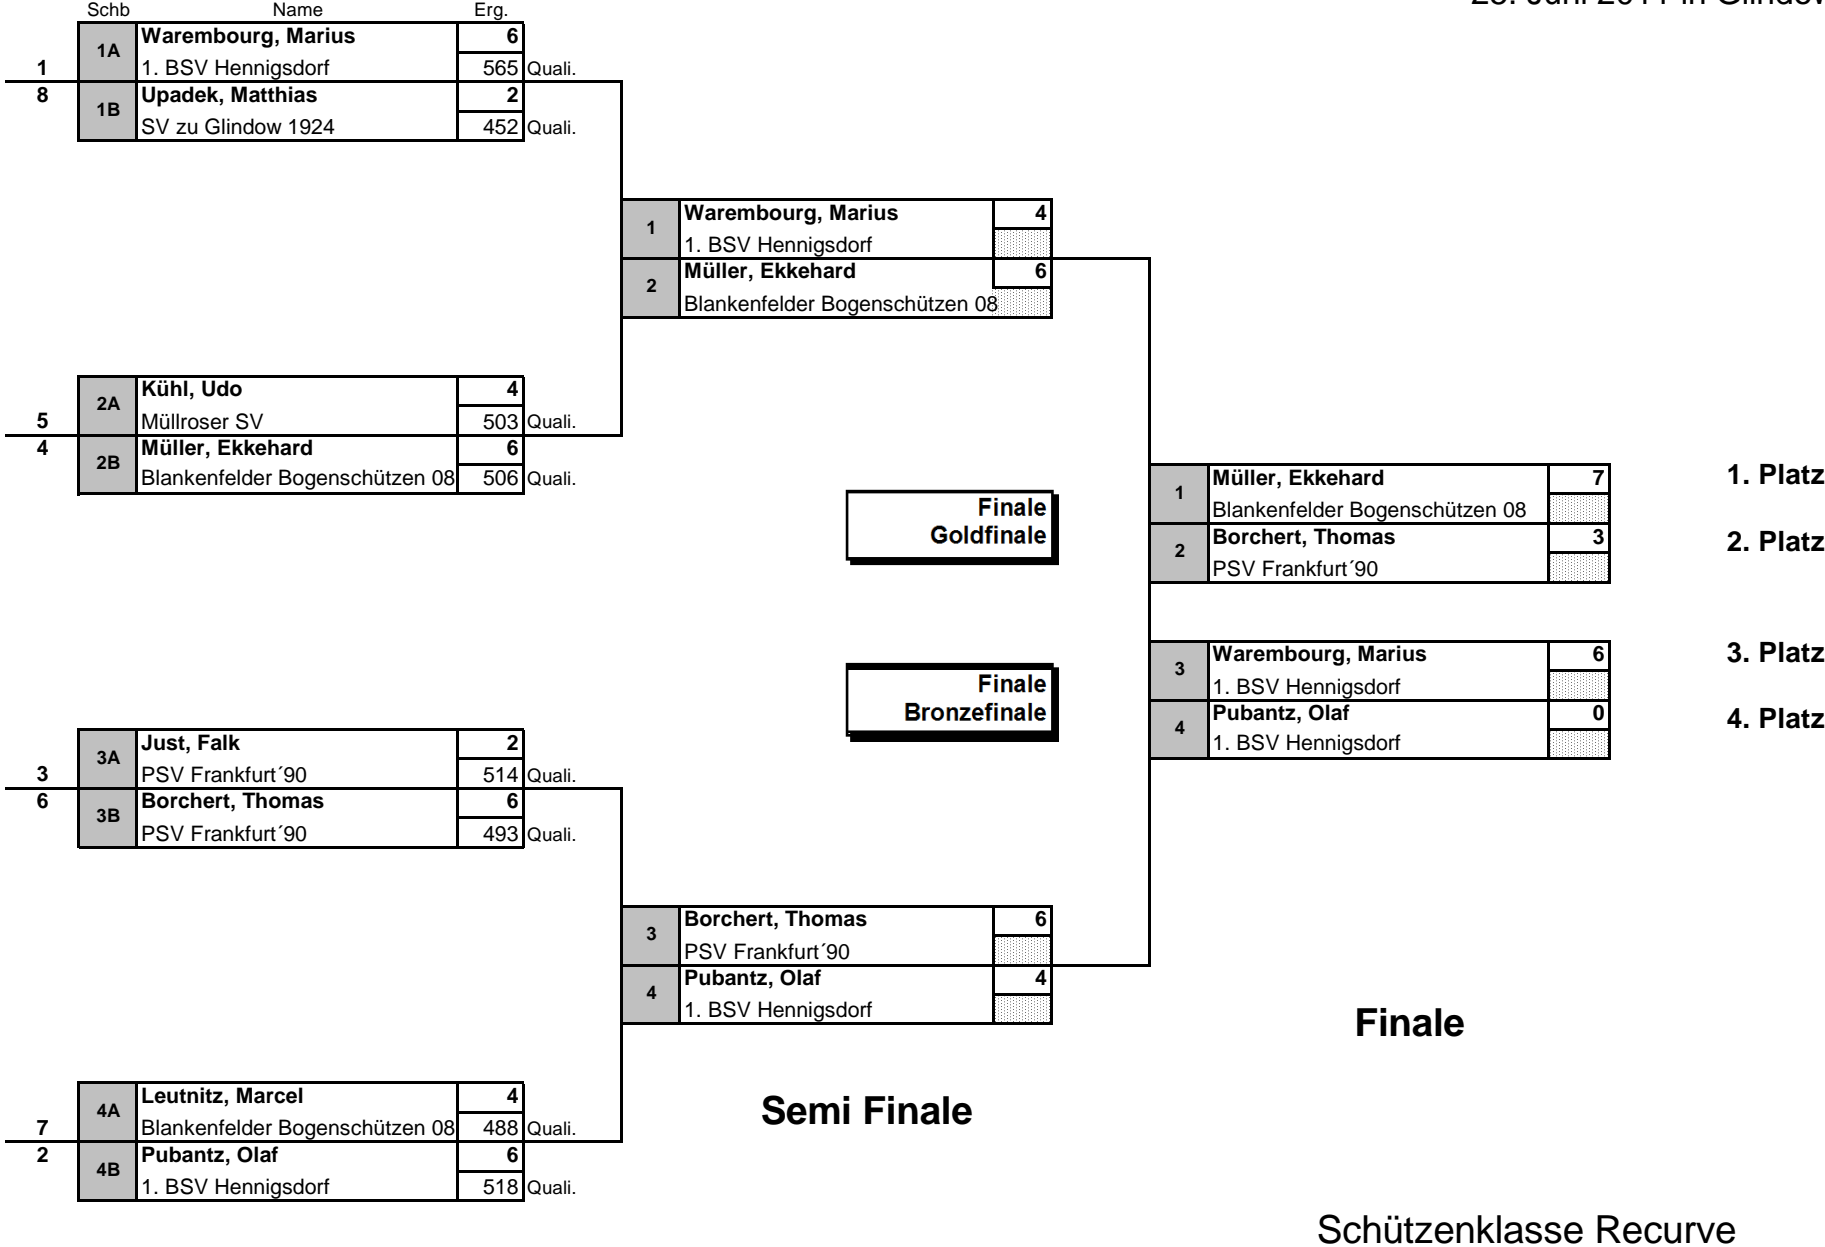 Schb Name Erg.
1A Warembourg, Marius 6
1 1. BSV Hennigsdorf 565 Quali.
8 1B Upadek, Matthias 2
SV zu Glindow 1924 452 Quali.
1 Warembourg, Marius 4
1. BSV Hennigsdorf
2 Müller, Ekkehard 6
Blankenfelder Bogenschützen 08
2A Kühl, Udo 4
5 Müllroser SV 503 Quali.
4 2B Müller, Ekkehard 6
Blankenfelder Bogenschützen 08 506 Quali.
Finale
Goldfinale
1 Müller, Ekkehard 7 1. Platz
Blankenfelder Bogenschützen 08
2 Borchert, Thomas 3 2. Platz
PSV Frankfurt´90
Finale
Bronzefinale
3 Warembourg, Marius 6 3. Platz
1. BSV Hennigsdorf
4 Pubantz, Olaf 0 4. Platz
1. BSV Hennigsdorf
3A Just, Falk 2
3 PSV Frankfurt´90 514 Quali.
6 3B Borchert, Thomas 6
PSV Frankfurt´90 493 Quali.
3 Borchert, Thomas 6
PSV Frankfurt´90
4 Pubantz, Olaf 4
1. BSV Hennigsdorf
Finale
Semi Finale
4A Leutnitz, Marcel 4
7 Blankenfelder Bogenschützen 08 488 Quali.
2 4B Pubantz, Olaf 6
1. BSV Hennigsdorf 518 Quali.
Schützenklasse Recurve